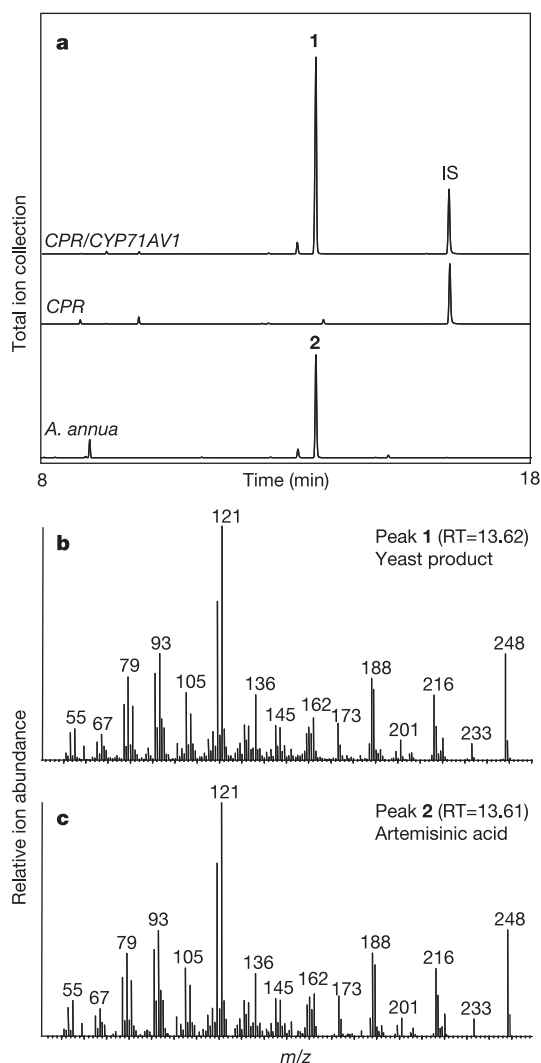 a
1
IS
CPR/CYP71AV1
CPR
2
A. annua
Total ion collection
8
Time (min)
18
b
121
Peak 1 (RT=13.62)
Yeast product
55
67
79
93
105
136
145
162
173
188
201
216
233
248
c
121
Peak 2 (RT=13.61)
Artemisinic acid
55
67
79
93
105
136
145
162
173
188
201
216
233
248
Relative ion abundance
m/z